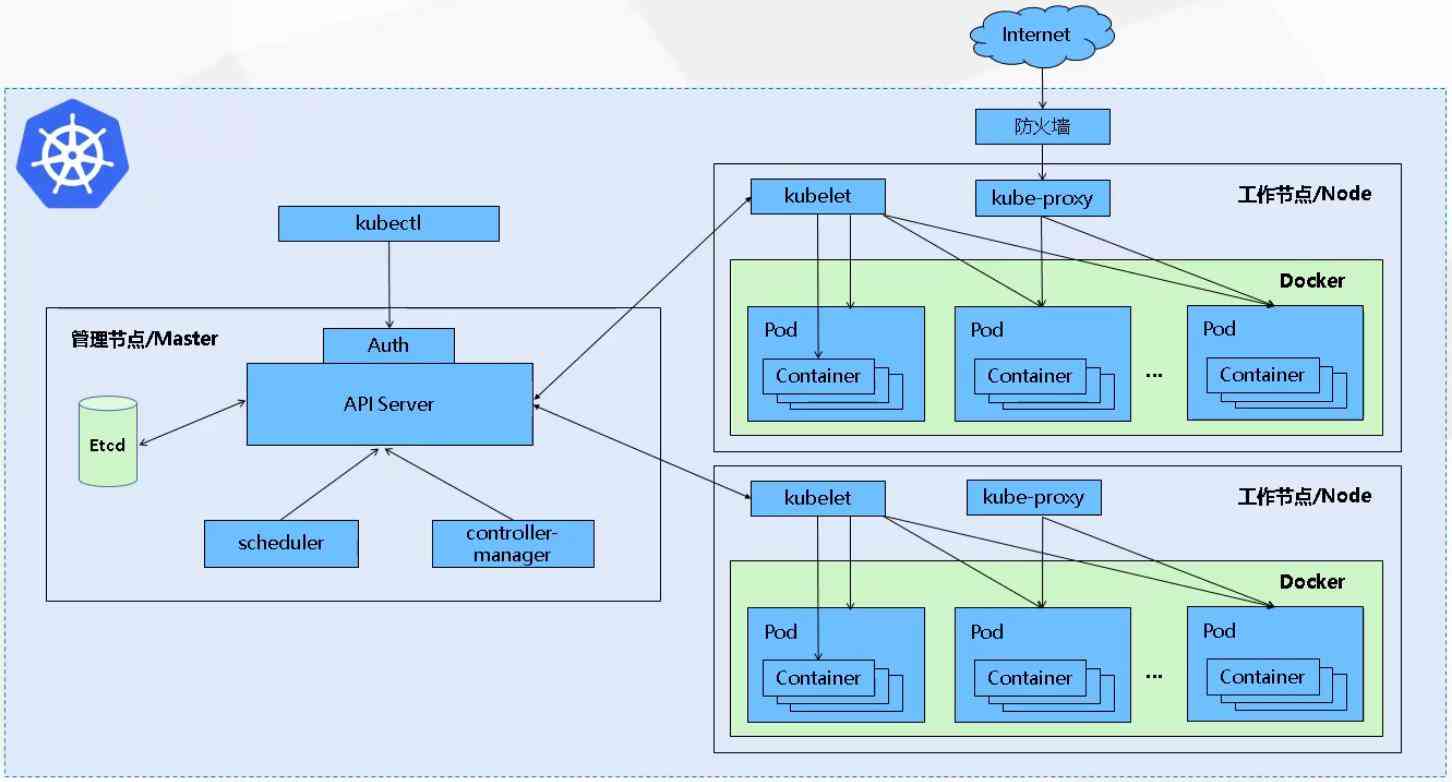 Internet
防火墙
kubelet
kube-proxy
工作节点/Node
kubectl
Docker
Pod
Pod
Pod
Container
Container
...
Container
管理节点/Master
Auth
API Server
Etcd
scheduler
controller-
manager
kubelet
kube-proxy
工作节点/Node
Docker
Pod
Pod
Pod
Container
Container
...
Container